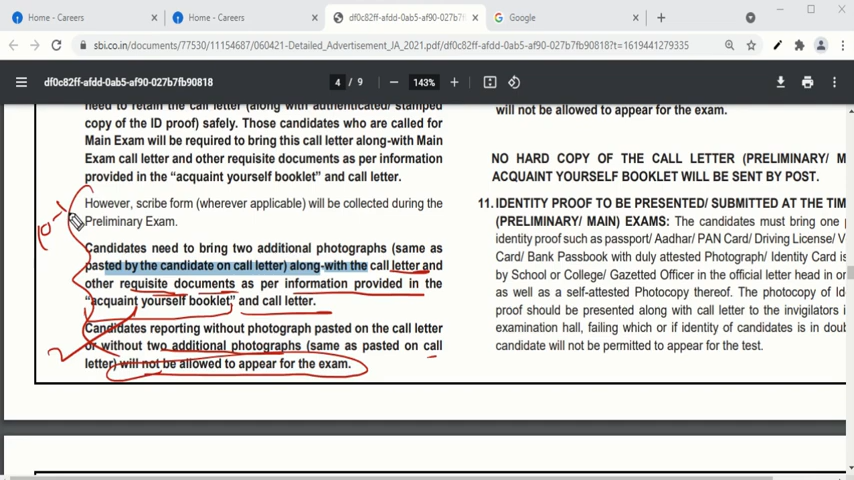 Home - Careers
Home - Careers
df0c82ff-afdd-0ab5-af90-027b7f
Google
sbi.co.in/documents/77530/11154687/060421-Detailed_Advertisement_JA_2021.pdf/df0c82ff-afdd-0ab5-af90-027b7fb90818?t=1619441279335
df0c82ff-afdd-0ab5-af90-027b7fb90818
4 / 9
143%
need to retain the call letter (along with authenticated/ stamped
copy of the ID proof) safely. Those candidates who are called for
Main Exam will be required to bring this call letter along-with Main
Exam call letter and other requisite documents as per information
provided in the “acquaint yourself booklet” and call letter.
However, scribe form (wherever applicable) will be collected during the
Preliminary Exam.
Candidates need to bring two additional photographs (same as
pasted by the candidate on call letter) along-with the call letter and
other requisite documents as per information provided in the
“acquaint yourself booklet” and call letter.
Candidates reporting without photograph pasted on the call letter
or without two additional photographs (same as pasted on call
letter) will not be allowed to appear for the exam.
will not be allowed to appear for the exam.
NO HARD COPY OF THE CALL LETTER (PRELIMINARY/ M
ACQUAINT YOURSELF BOOKLET WILL BE SENT BY POST.
11. IDENTITY PROOF TO BE PRESENTED/ SUBMITTED AT THE TIM
(PRELIMINARY/ MAIN) EXAMS: The candidates must bring one
identity proof such as passport/ Aadhar/ PAN Card/ Driving License/ V
Card/ Bank Passbook with duly attested Photograph/ Identity Card is
by School or College/ Gazetted Officer in the official letter head in or
as well as a self-attested Photocopy thereof. The photocopy of Id
proof should be presented along with call letter to the invigilators i
examination hall, failing which or if identity of candidates is in doub
candidate will not be permitted to appear for the test.